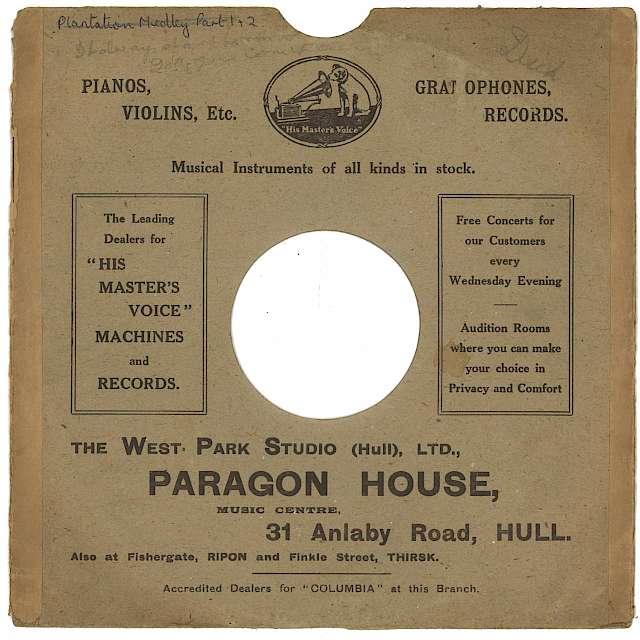 Plantation Medley Part 1 + 2
PIANOS,
VIOLINS, Etc.
"His Master's Voice"
GRAMOPHONES,
RECORDS.
Musical Instruments of all kinds in stock.
The Leading
Dealers for
"HIS
MASTER'S
VOICE"
MACHINES
and
RECORDS.
Free Concerts for
our Customers
every
Wednesday Evening
Audition Rooms
where you can make
your choice in
Privacy and Comfort
THE WEST PARK STUDIO (Hull), LTD.,
PARAGON HOUSE,
MUSIC CENTRE,
31 Anlaby Road, HULL.
Also at Fishergate, RIPON and Finkle Street, THIRSK.
Accredited Dealers for "COLUMBIA" at this Branch.